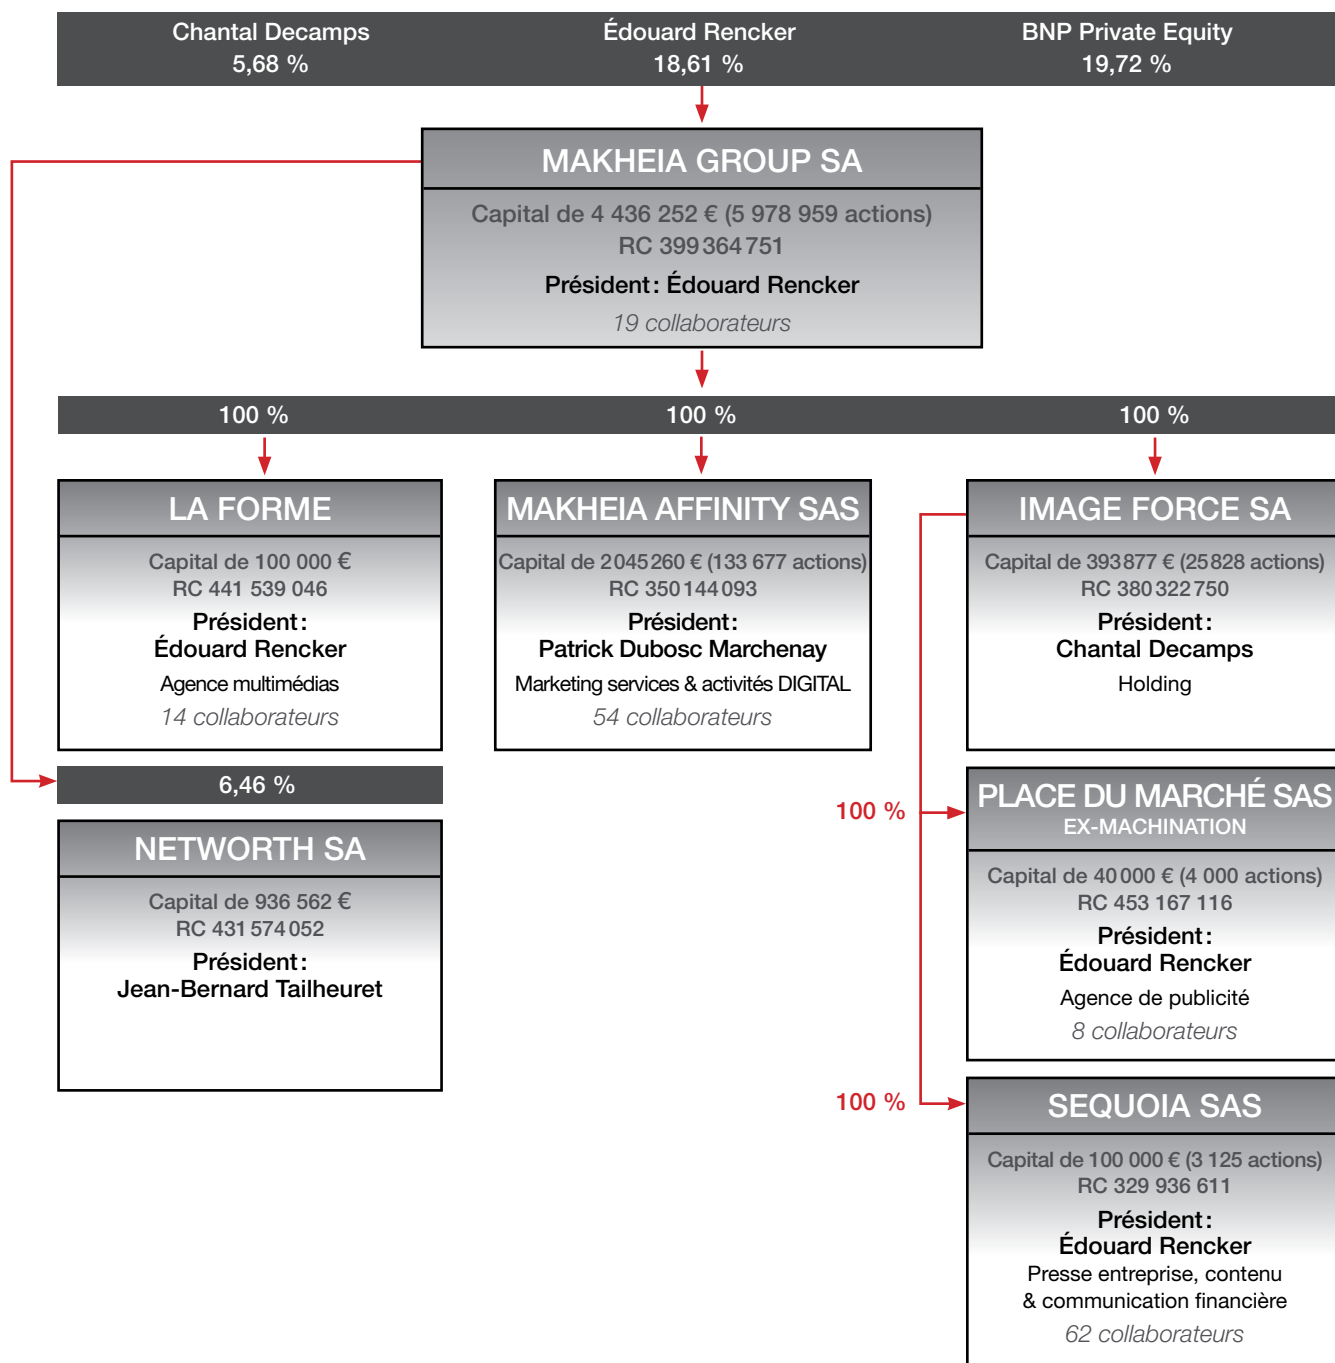 Chantal Decamps
5,68 %
Édouard Rencker
18,61 %
BNP Private Equity
19,72 %
MAKHEIA GROUP SA
Capital de 4 436 252 € (5 978 959 actions)
RC 399 364 751
Président : Édouard Rencker
19 collaborateurs
100 %
100 %
100 %
LA FORME
Capital de 100 000 €
RC 441 539 046
Président :
Édouard Rencker
Agence multimédias
14 collaborateurs
MAKHEIA AFFINITY SAS
Capital de 2 045 260 € (133 677 actions)
RC 350 144 093
Président :
Patrick Dubosc Marchenay
Marketing services & activités DIGITAL
54 collaborateurs
IMAGE FORCE SA
Capital de 393 877 € (25 828 actions)
RC 380 322 750
Président :
Chantal Decamps
Holding
6,46 %
NETWORTH SA
Capital de 936 562 €
RC 431 574 052
Président :
Jean-Bernard Tailheuret
100 %
PLACE DU MARCHÉ SAS
EX-MACHINATION
Capital de 40 000 € (4 000 actions)
RC 453 167 116
Président :
Édouard Rencker
Agence de publicité
8 collaborateurs
100 %
SEQUOIA SAS
Capital de 100 000 € (3 125 actions)
RC 329 936 611
Président :
Édouard Rencker
Presse entreprise, contenu
& communication financière
62 collaborateurs